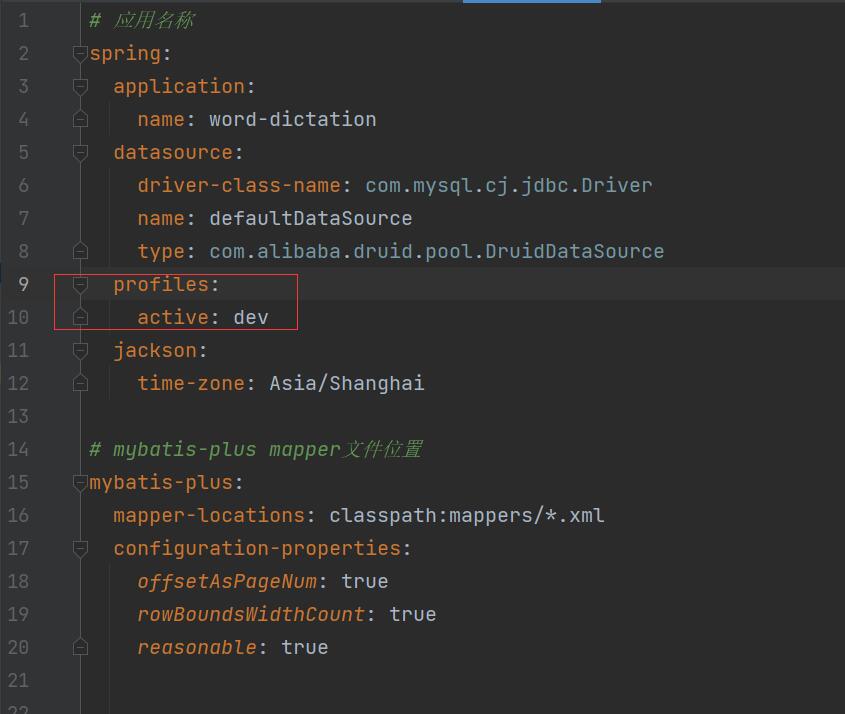 1 # 应用名称
2 spring:
3 application:
4 name: word-dictation
5 datasource:
6 driver-class-name: com.mysql.cj.jdbc.Driver
7 name: defaultDataSource
8 type: com.alibaba.druid.pool.DruidDataSource
9 profiles:
10 active: dev
11 jackson:
12 time-zone: Asia/Shanghai
13
14 # mybatis-plus mapper文件位置
15 mybatis-plus:
16 mapper-locations: classpath:mappers/*.xml
17 configuration-properties:
18 offsetAsPageNum: true
19 rowBoundsWidthCount: true
20 reasonable: true
21
22